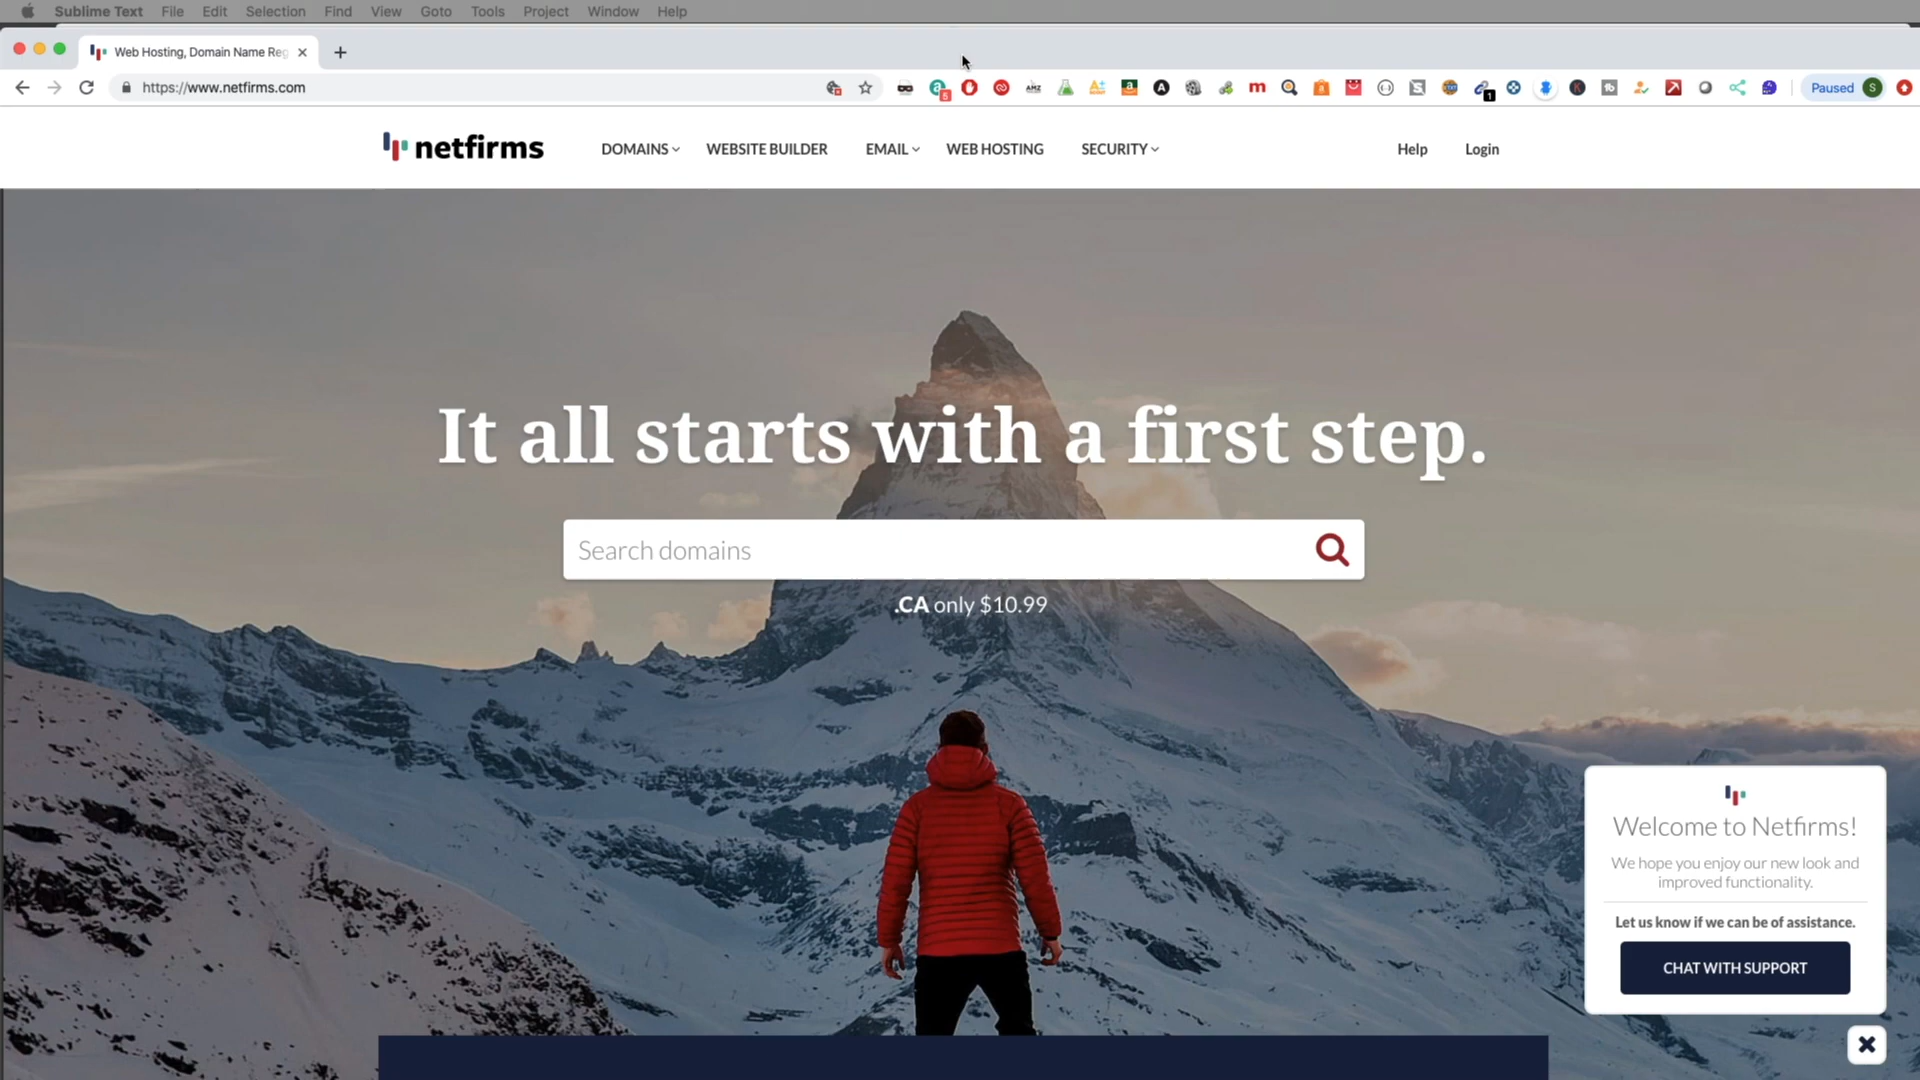 Sublime Text File Edit Selection Find View Goto Tools Project Window Help
Web Hosting, Domain Name Reg
https://www.netfirms.com
Paused S
netfirms DOMAINS WEBSITE BUILDER EMAIL WEB HOSTING SECURITY Help Login
It all starts with a first step.
Search domains
.CA only $10.99
Welcome to Netfirms!
We hope you enjoy our new look and
improved functionality.
Let us know if we can be of assistance.
CHAT WITH SUPPORT